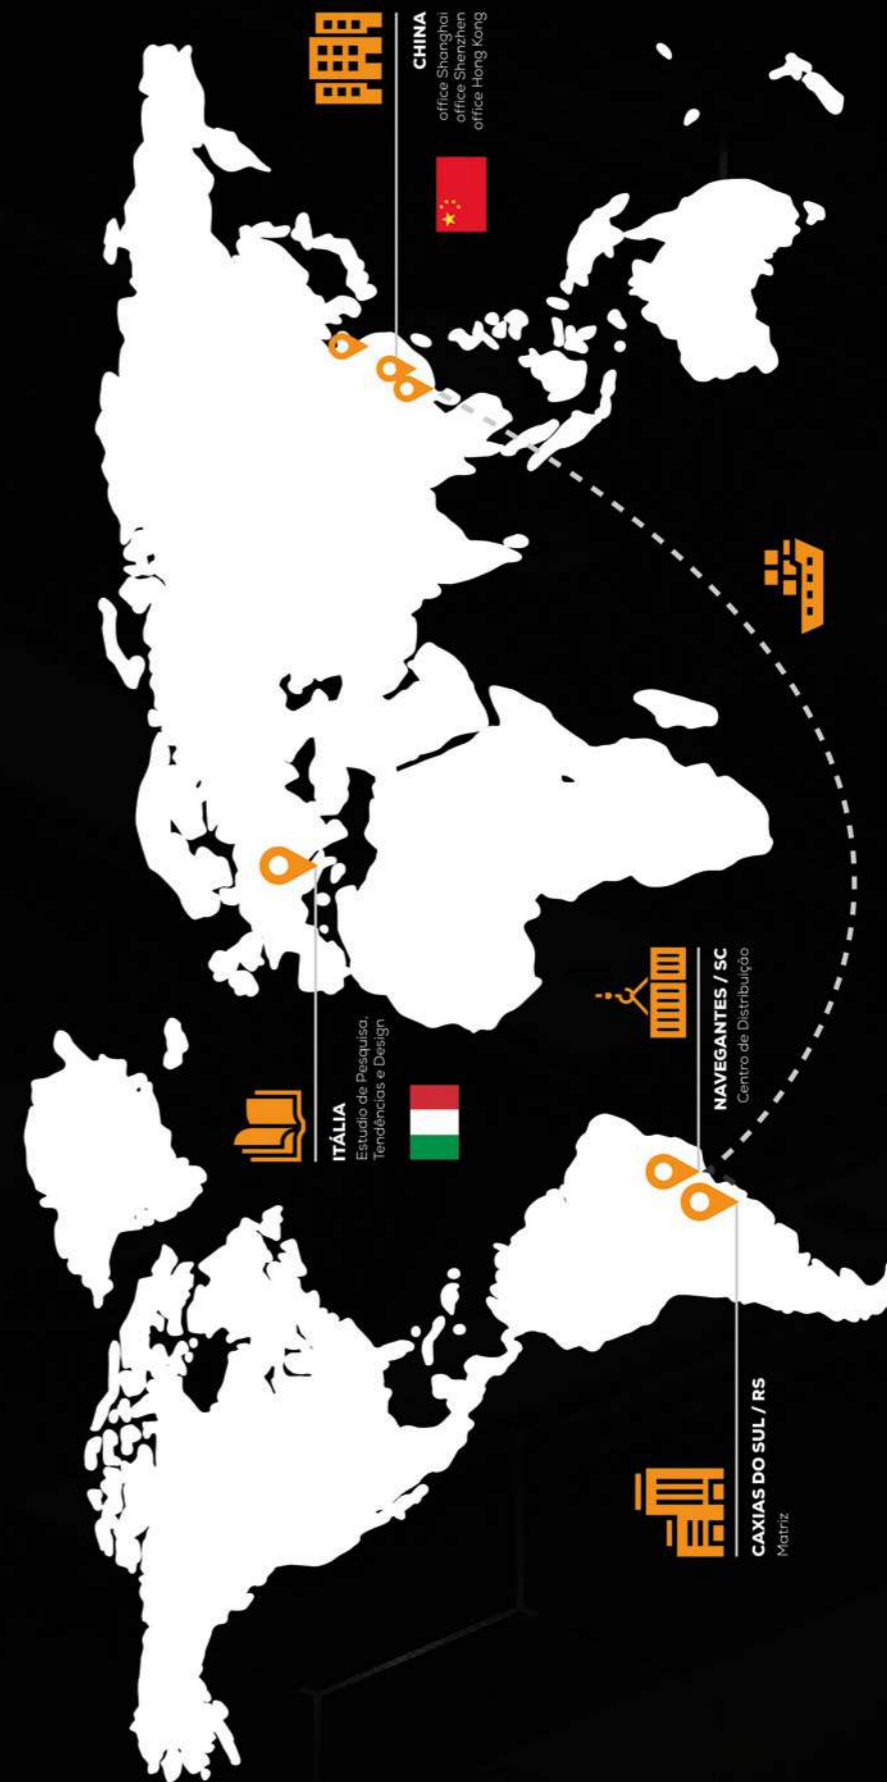 CHINA
office Shanghai
office Shenzhen
office Hong Kong
ITÁLIA
Estudio de Pesquisa,
Tendências e Design
NAVEGANTES / SC
Centro de Distribuição
CAXIAS DO SUL / RS
Matriz